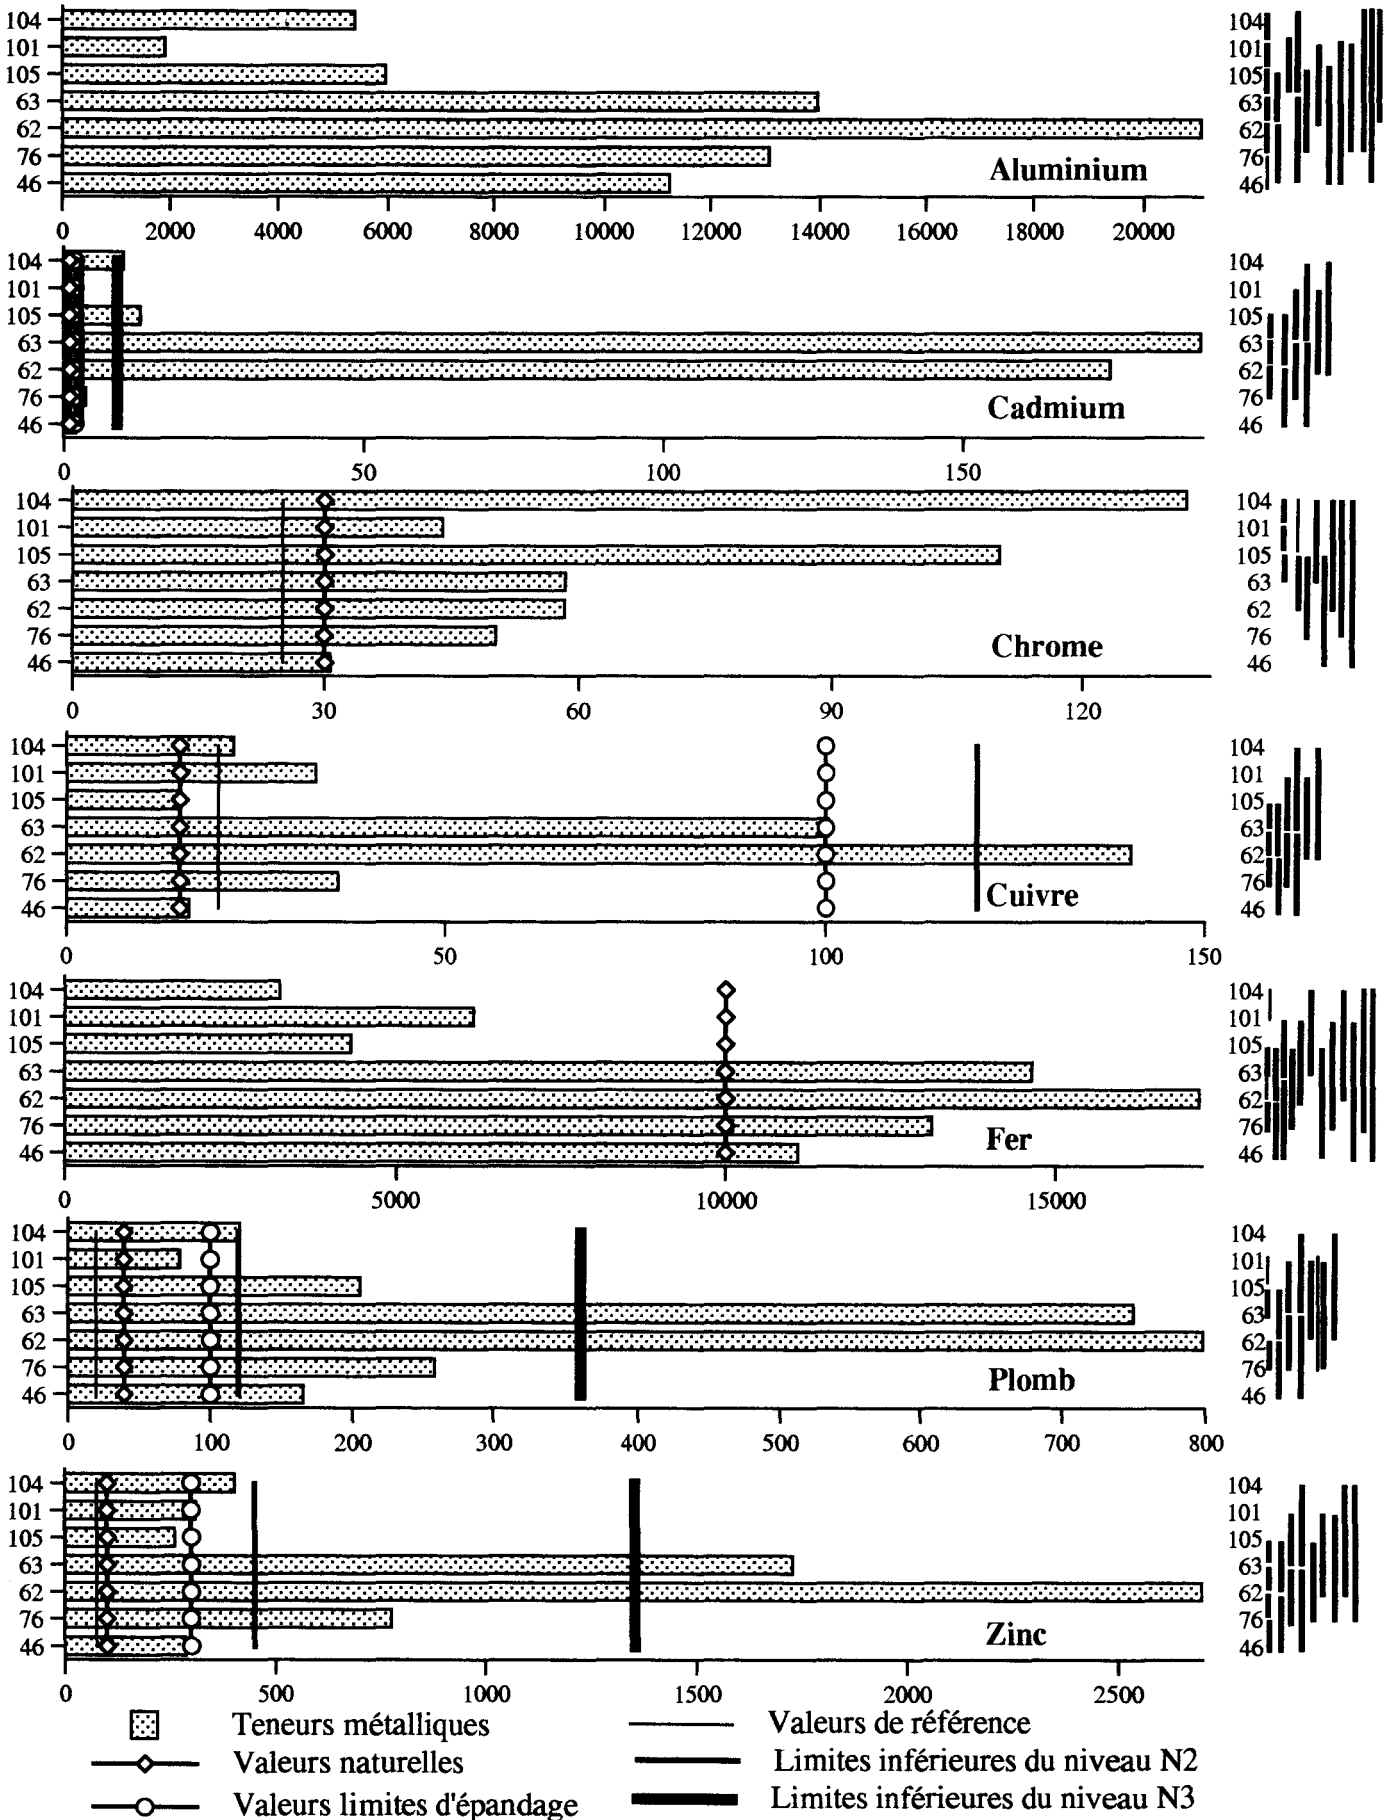 104 104
101 101
105 105
63 63
62 62
76 76
46 Aluminium 46
0 2000 4000 6000 8000 10000 12000 14000 16000 18000 20000
104 104
101 101
105 105
63 63
62 62
76 Cadmium 76
46 46
0 50 100 150
104 104
101 101
105 105
63 63
62 62
76 Chrome 76
46 46
0 30 60 90 120
104 104
101 101
105 105
63 63
62 62
76 Cuivre 76
46 46
0 50 100 150
104 104
101 101
105 105
63 63
62 62
76 Fer 76
46 46
0 5000 10000 15000
104 104
101 101
105 105
63 63
62 62
76 Plomb 76
46 46
0 100 200 300 400 500 600 700 800
104 104
101 101
105 105
63 63
62 62
76 Zinc 76
46 46
0 500 1000 1500 2000 2500
Teneurs métalliques Valeurs de référence
Valeurs naturelles Limites inférieures du niveau N2
Valeurs limites d'épandage Limites inférieures du niveau N3